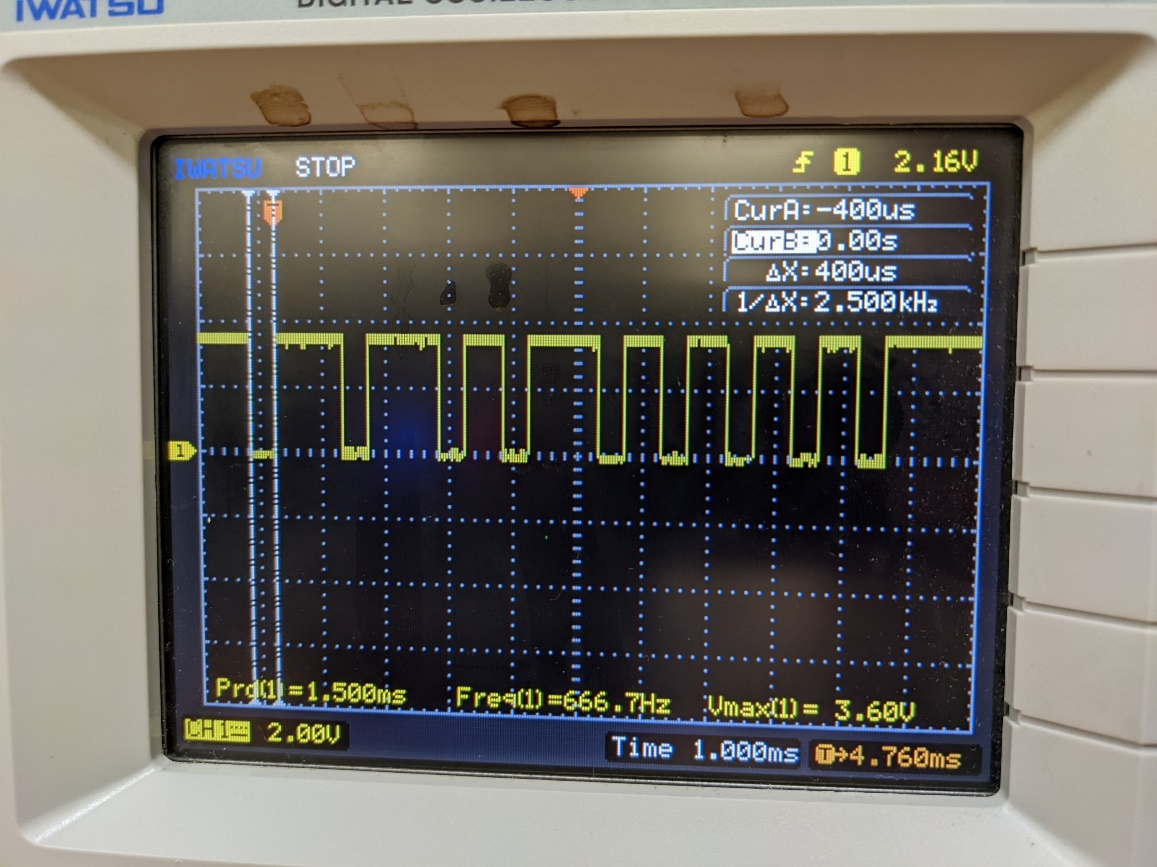 IWATSU
IWATSU STOP 1 2.16V
CurA:-400us
CurB:0.00s
ΔX:400us
1/ΔX:2.500kHz
1
Prd(1)=1.500ms Freq(1)=666.7Hz Vmax(1)= 3.60V
CH1 2.00V Time 1.000ms T→4.760ms